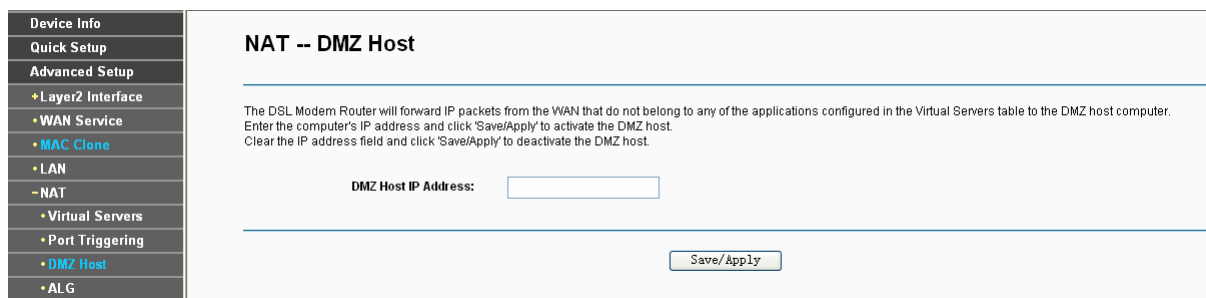 Device Info
Quick Setup
Advanced Setup
+Layer2 Interface
•WAN Service
•MAC Clone
•LAN
-NAT
•Virtual Servers
•Port Triggering
•DMZ Host
•ALG
NAT -- DMZ Host
The DSL Modem Router will forward IP packets from the WAN that do not belong to any of the applications configured in the Virtual Servers table to the DMZ host computer.
Enter the computer's IP address and click 'Save/Apply' to activate the DMZ host.
Clear the IP address field and click 'Save/Apply' to deactivate the DMZ host.
DMZ Host IP Address:
Save/Apply